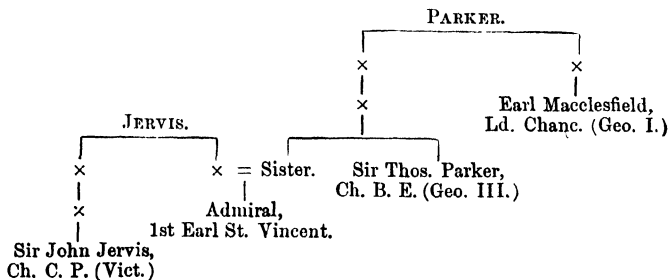 PARKER.
×
×
×
Earl Macclesfield,
Ld. Chanc. (Geo. I.)
JERVIS.
×
× = Sister.
Sir Thos. Parker,
Ch. B. E. (Geo. III.)
×
Admiral,
1st Earl St. Vincent.
Sir John Jervis,
Ch. C. P. (Vict.)